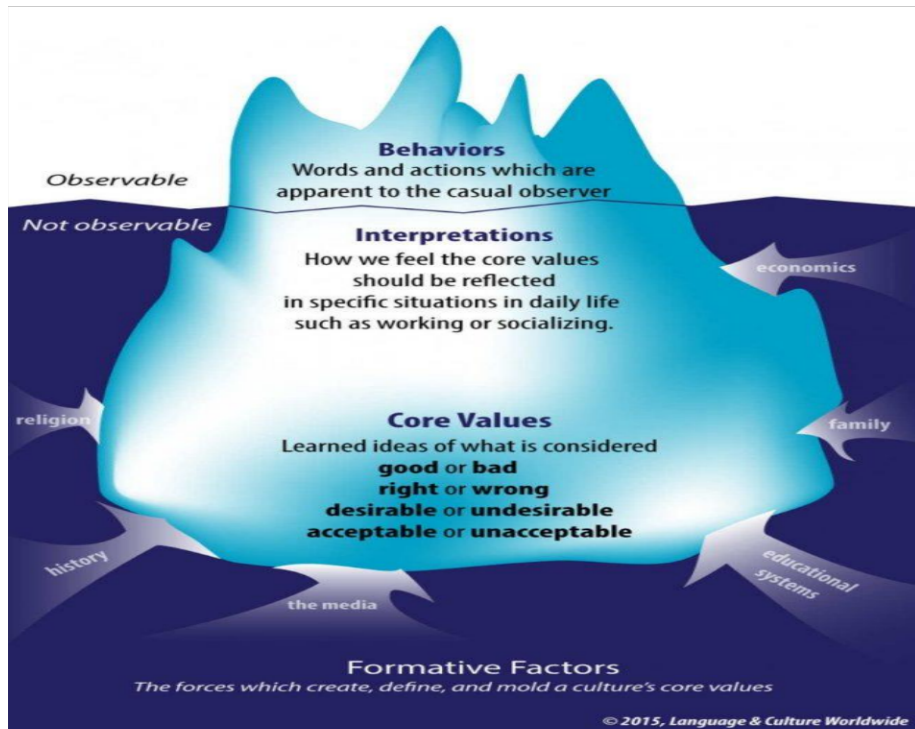 Behaviors
Words and actions which are
apparent to the casual observer
Observable
Not observable
Interpretations
How we feel the core values
should be reflected
in specific situations in daily life
such as working or socializing.
economics
religion
family
Core Values
Learned ideas of what is considered
good or bad
right or wrong
desirable or undesirable
acceptable or unacceptable
history
educational
systems
the media
Formative Factors
The forces which create, define, and mold a culture's core values
© 2015, Language & Culture Worldwide